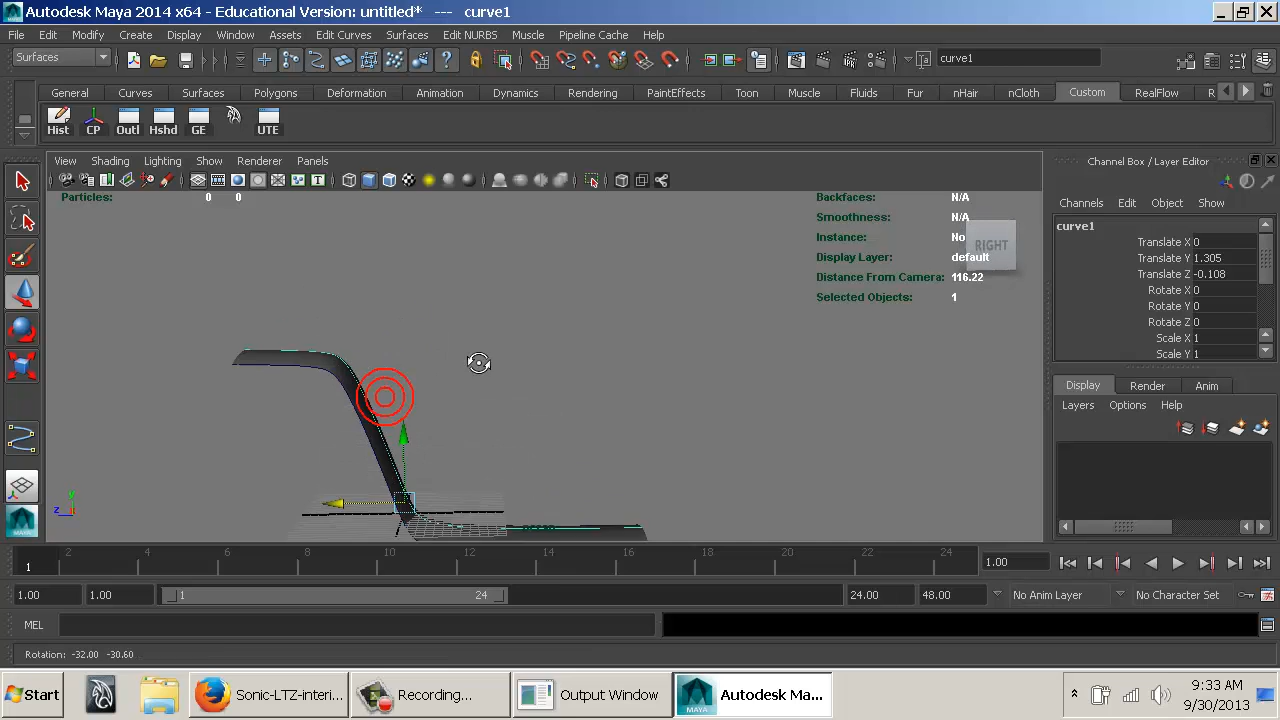 Autodesk Maya 2014 x64 - Educational Version: untitled* --- curve1
File Edit Modify Create Display Window Assets Edit Curves Surfaces Edit NURBS Muscle Pipeline Cache Help
Surfaces curve1
General Curves Surfaces Polygons Deformation Animation Dynamics Rendering PaintEffects Toon Muscle Fluids Fur nHair nCloth Custom RealFlow R
Hist CP Outl Hshd GE UTE
View Shading Lighting Show Renderer Panels
Channel Box / Layer Editor
Particles: 0 0
Backfaces: N/A
Smoothness: N/A
Instance: No
Display Layer: default
Distance From Camera: 116.22
Selected Objects: 1
RIGHT
Channels Edit Object Show
curve1
Translate X 0
Translate Y 1.305
Translate Z -0.108
Rotate X 0
Rotate Y 0
Rotate Z 0
Scale X 1
Scale Y 1
Display Render Anim
Layers Options Help
y
z
2 4 6 8 10 12 14 16 18 20 22 24
1
1.00
1.00 1.00 1 24 24.00 48.00 No Anim Layer No Character Set
MEL
Rotation: -32.00 -30.60
Start Sonic-LTZ-interi... Recording... Output Window Autodesk Ma...
MAYA
9:33 AM
9/30/2013